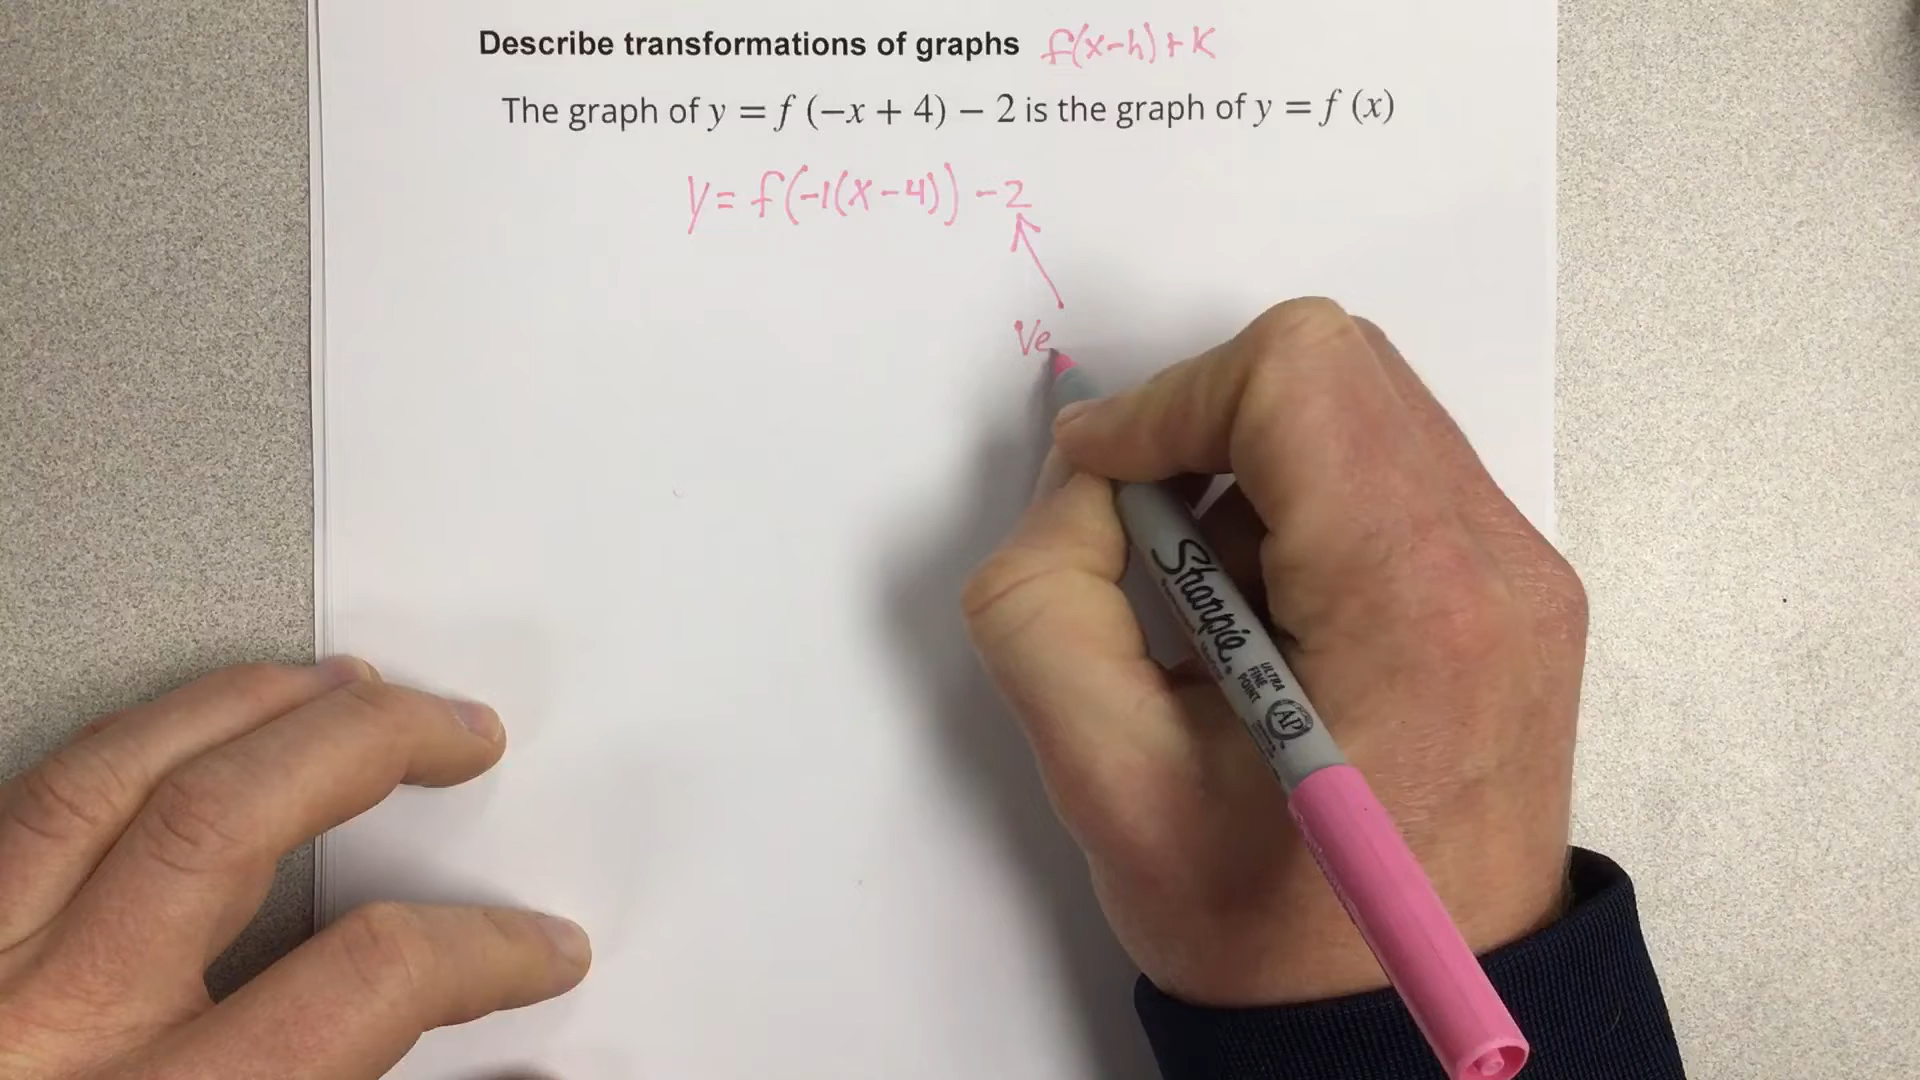 Describe transformations of graphs f(x-h)+K
The graph of y = f (−x + 4) − 2 is the graph of y = f (x)
y = f(-1(x-4)) -2
Ve
Sharpie
ULTRA
FINE
POINT
AP